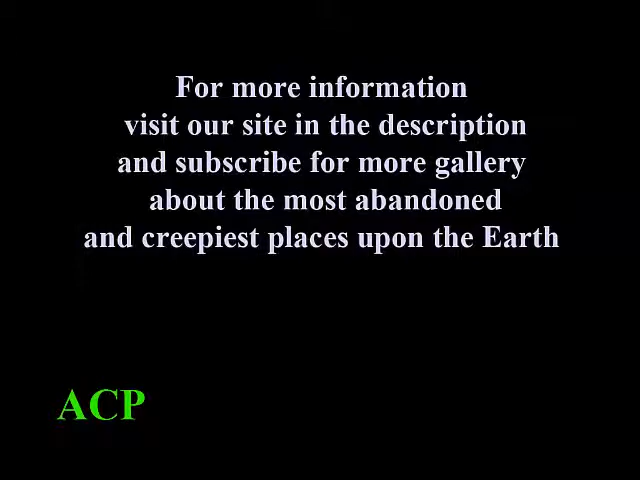 For more information
visit our site in the description
and subscribe for more gallery
about the most abandoned
and creepiest places upon the Earth
ACP